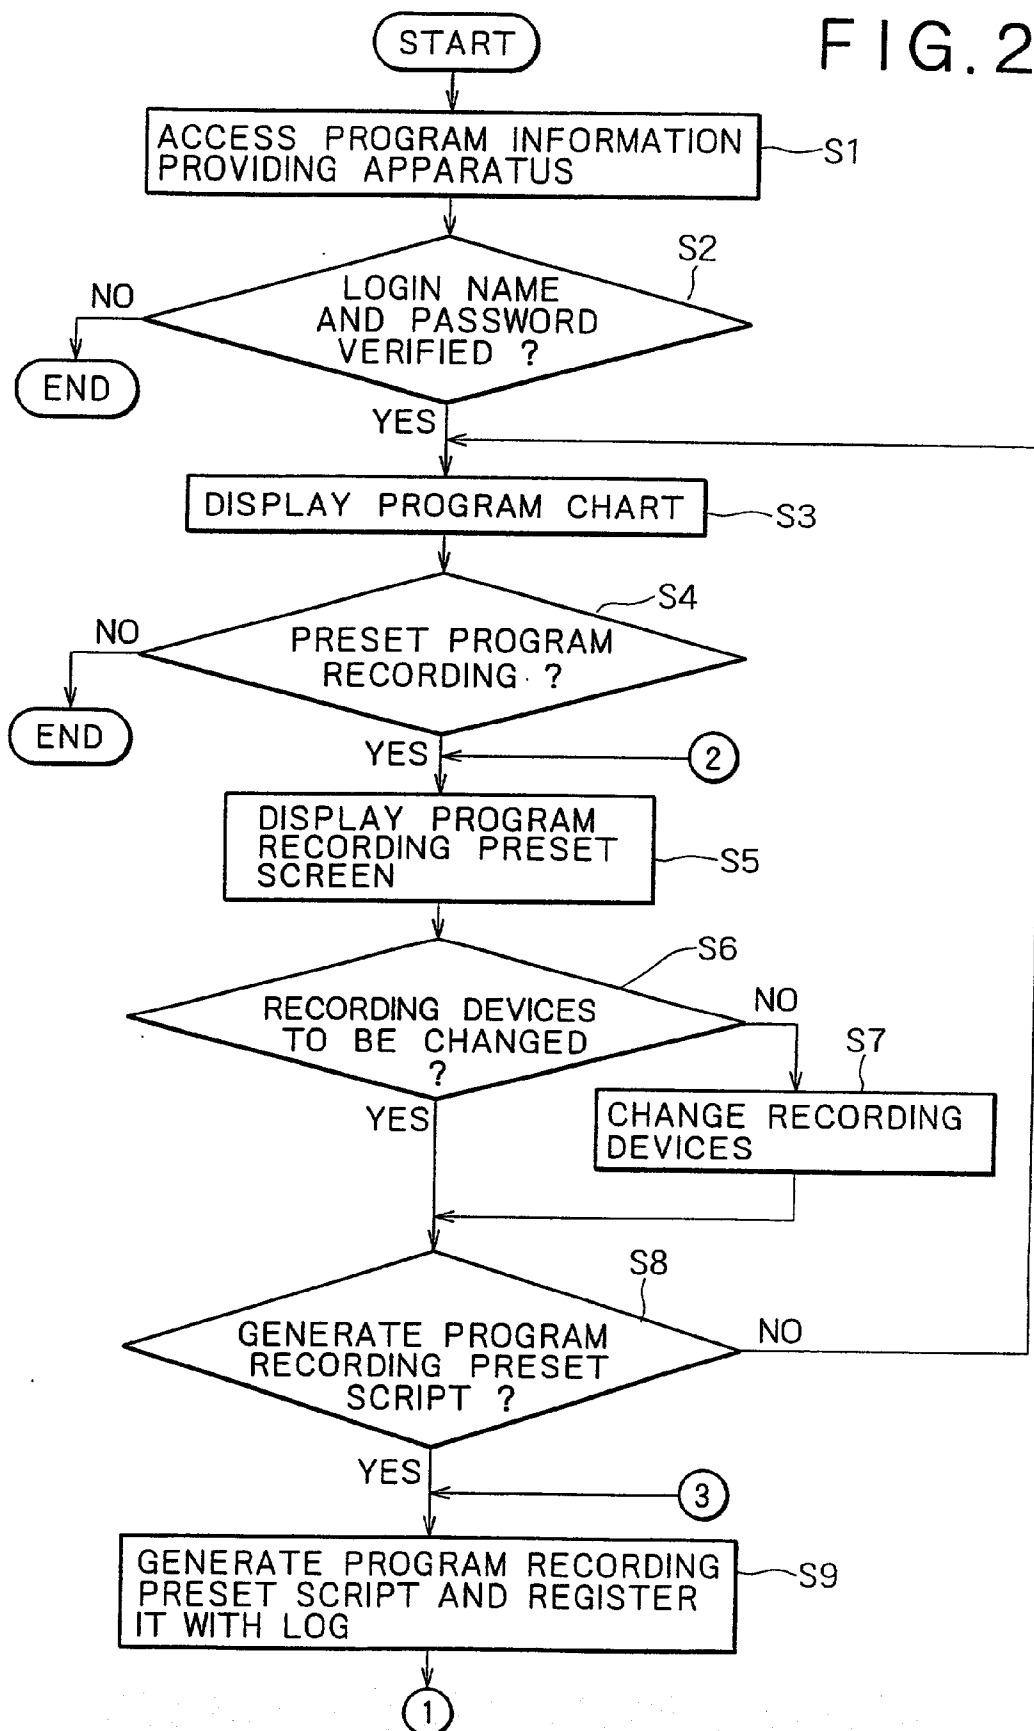 FIG. 2
START
ACCESS PROGRAM INFORMATION
PROVIDING APPARATUS
S1
S2
LOGIN NAME
AND PASSWORD
VERIFIED ?
NO
END
YES
DISPLAY PROGRAM CHART
S3
S4
PRESET PROGRAM
RECORDING ?
NO
END
YES
2
DISPLAY PROGRAM
RECORDING PRESET
SCREEN
S5
S6
RECORDING DEVICES
TO BE CHANGED
?
NO
S7
YES
CHANGE RECORDING
DEVICES
S8
GENERATE PROGRAM
RECORDING PRESET
SCRIPT ?
NO
YES
3
GENERATE PROGRAM RECORDING
PRESET SCRIPT AND REGISTER
IT WITH LOG
S9
1